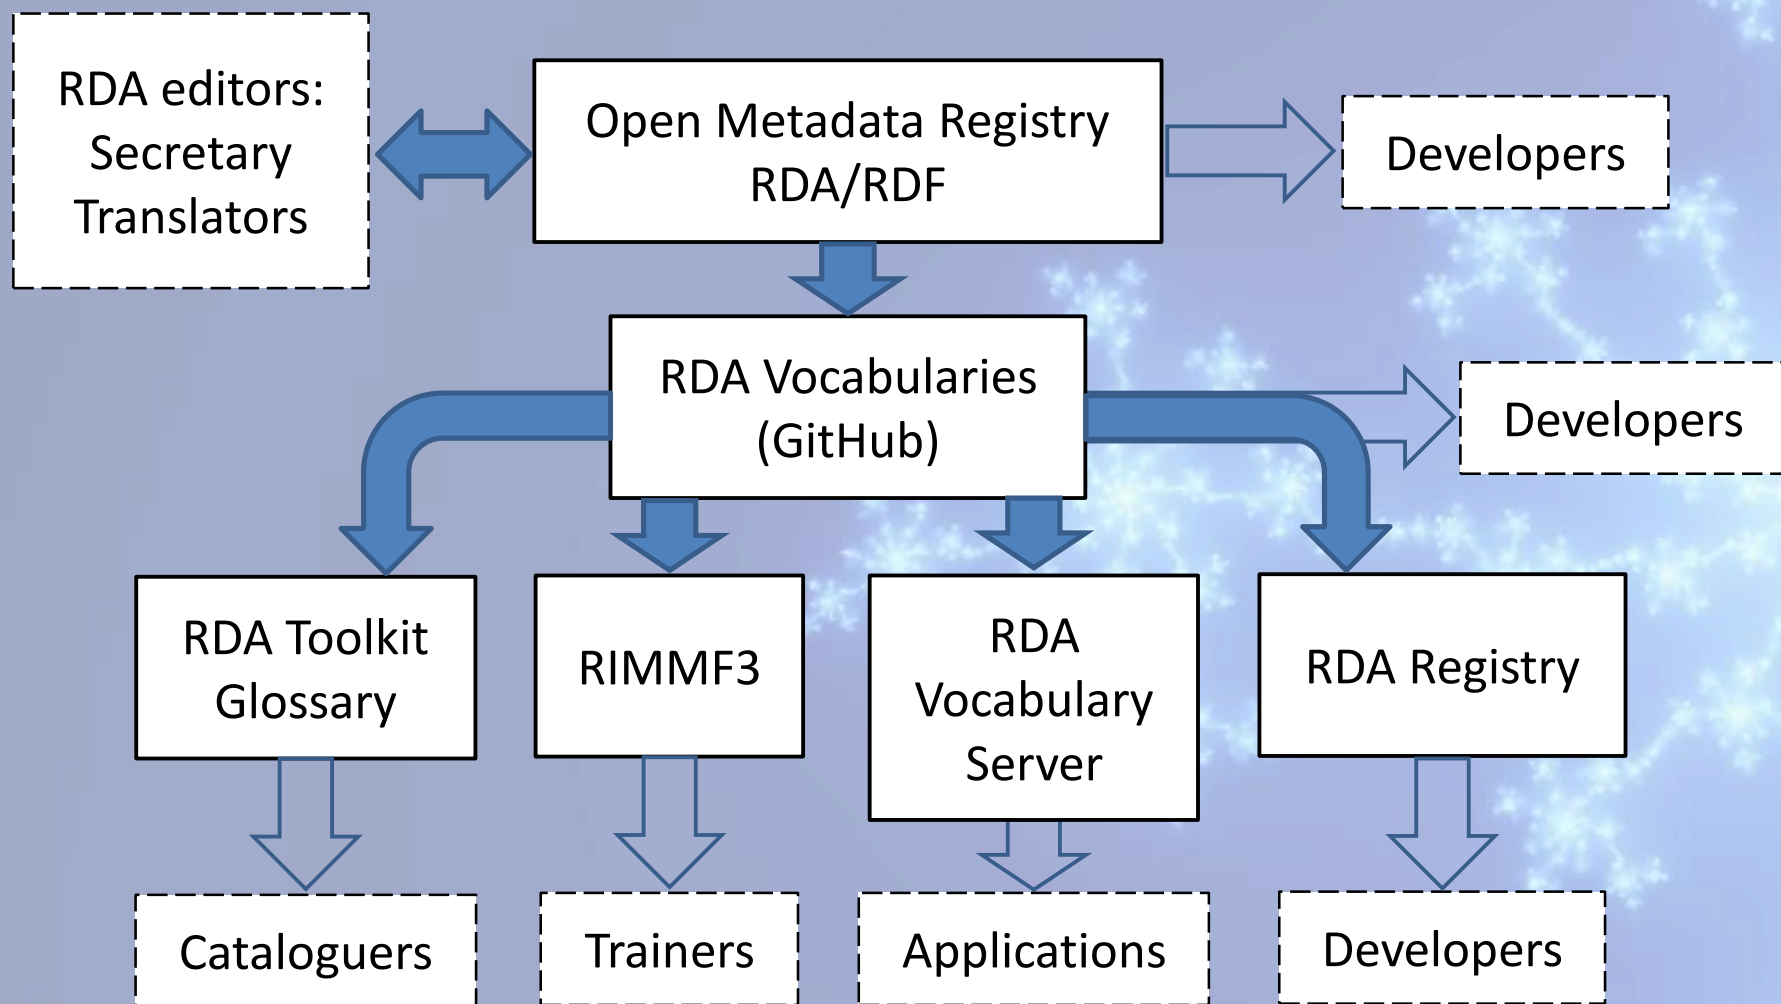 RDA editors:
Secretary
Translators
Open Metadata Registry
RDA/RDF
Developers
RDA Vocabularies
(GitHub)
Developers
RDA Toolkit
Glossary
RIMMF3
RDA
Vocabulary
Server
RDA Registry
Cataloguers
Trainers
Applications
Developers